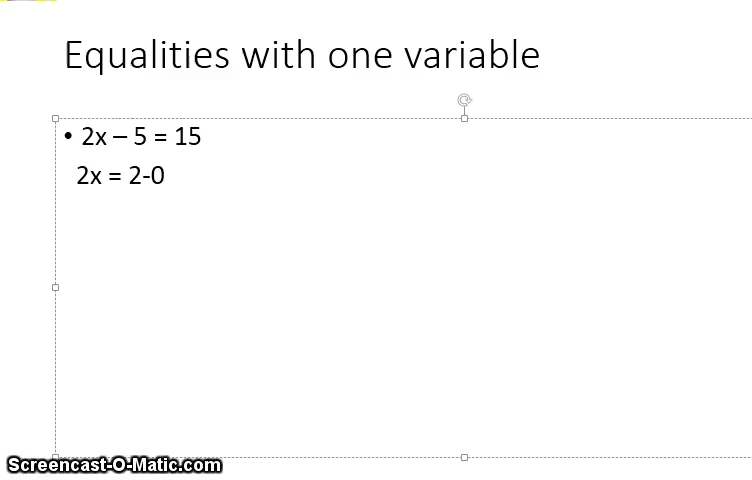 Equalities with one variable
• 2x – 5 = 15
2x = 2-0
Screencast-O-Matic.com